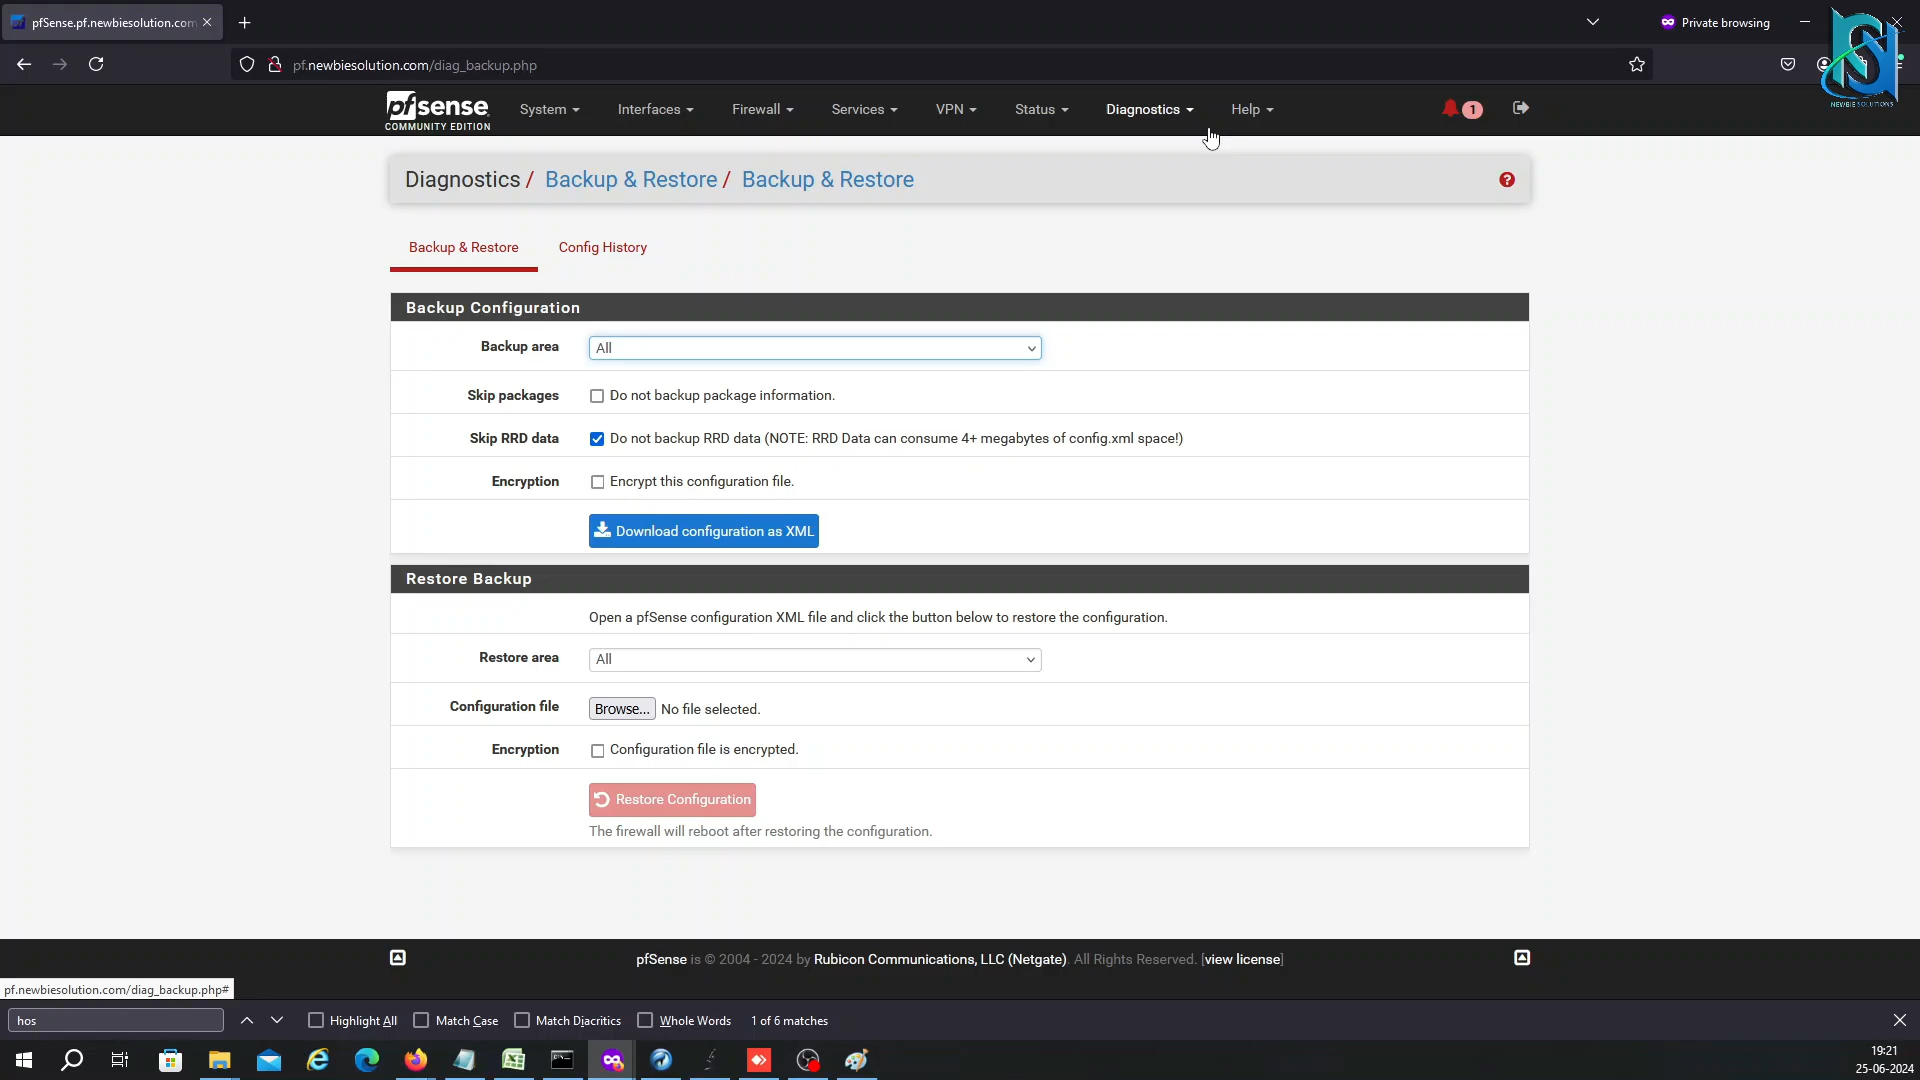 pfSense.pf.newbiesolution.com
Private browsing
pf.newbiesolution.com/diag_backup.php
NEWBIE SOLUTIONS
pfsense
COMMUNITY EDITION
System
Interfaces
Firewall
Services
VPN
Status
Diagnostics
Help
1
Diagnostics / Backup & Restore / Backup & Restore
?
Backup & Restore
Config History
Backup Configuration
Backup area
All
Skip packages
Do not backup package information.
Skip RRD data
Do not backup RRD data (NOTE: RRD Data can consume 4+ megabytes of config.xml space!)
Encryption
Encrypt this configuration file.
Download configuration as XML
Restore Backup
Open a pfSense configuration XML file and click the button below to restore the configuration.
Restore area
All
Configuration file
Browse... No file selected.
Encryption
Configuration file is encrypted.
Restore Configuration
The firewall will reboot after restoring the configuration.
pfSense is © 2004 - 2024 by Rubicon Communications, LLC (Netgate). All Rights Reserved. [view license]
pf.newbiesolution.com/diag_backup.php#
hos
Highlight All
Match Case
Match Diacritics
Whole Words
1 of 6 matches
19:21
25-06-2024